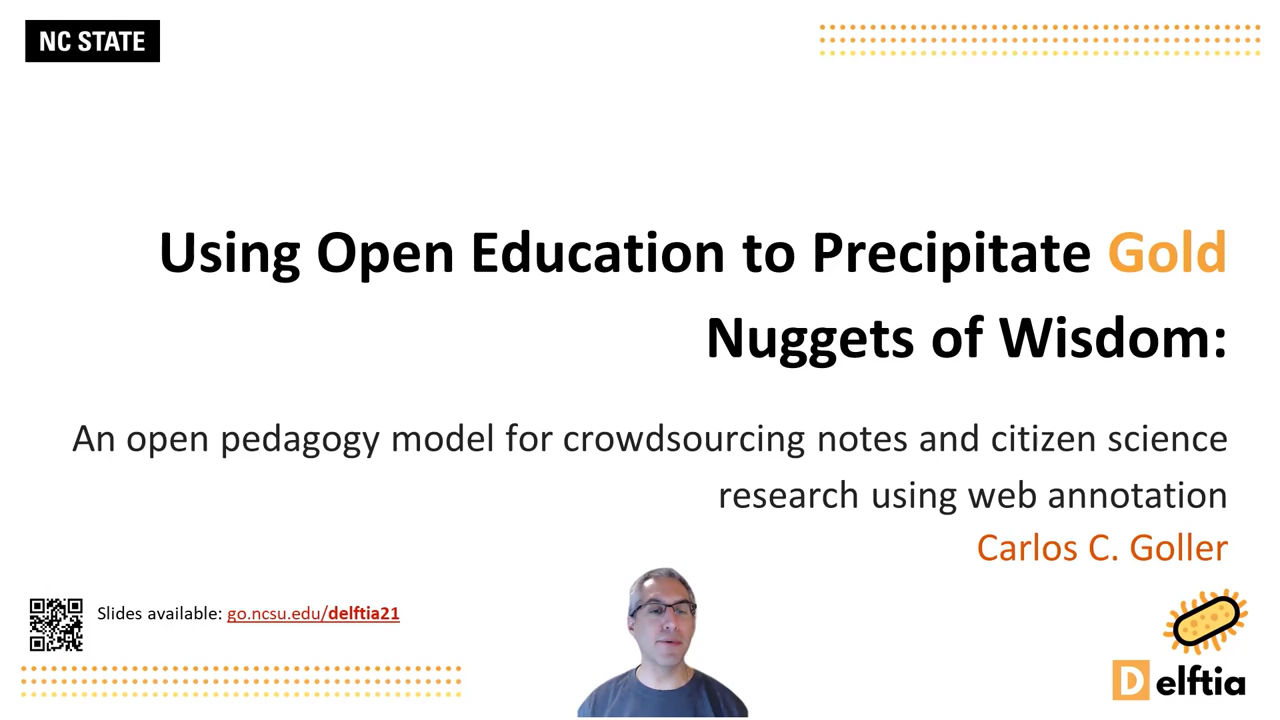 NC STATE
Using Open Education to Precipitate Gold
Nuggets of Wisdom:
An open pedagogy model for crowdsourcing notes and citizen science
research using web annotation
Carlos C. Goller
Slides available: go.ncsu.edu/delftia21
Delftia